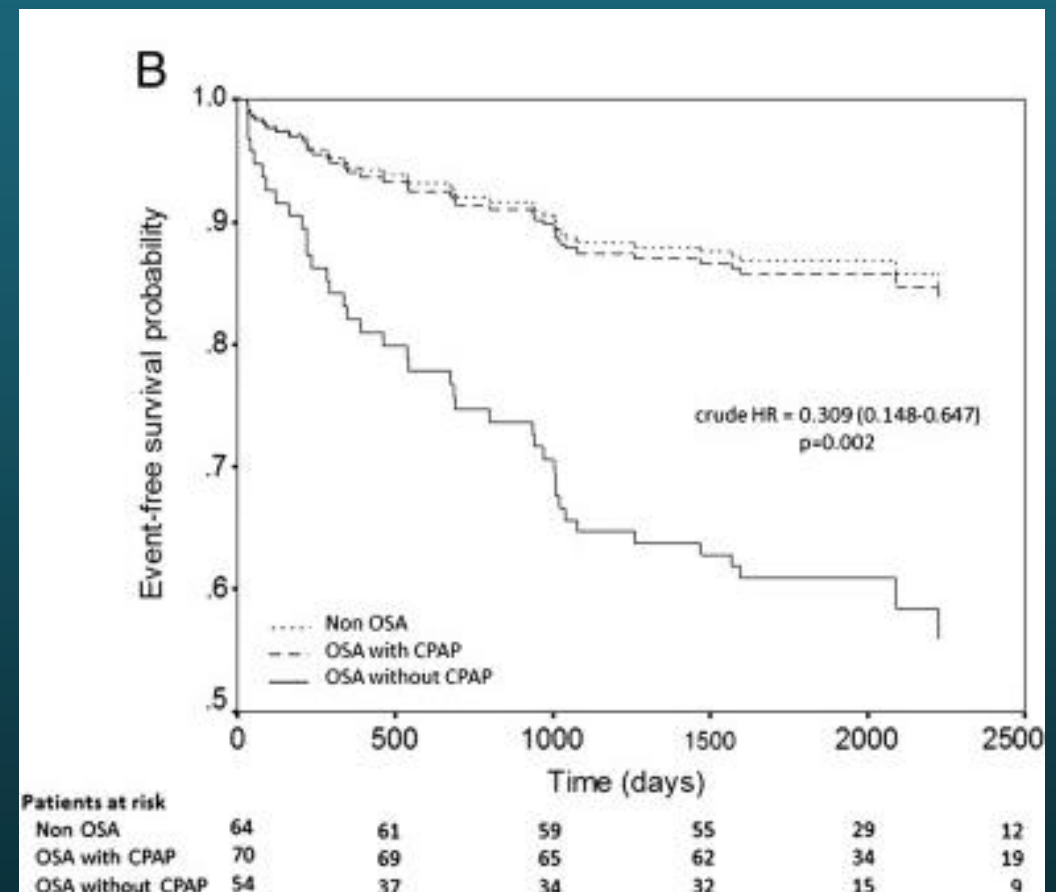 B
1.0
.9
.8
.7
.6
.5
Event-free survival probability
crude HR = 0.309 (0.148-0.647)
p=0.002
Non OSA
OSA with CPAP
OSA without CPAP
0 500 1000 1500 2000 2500
Time (days)
Patients at risk
Non OSA 64 61 59 55 29 12
OSA with CPAP 70 69 65 62 34 19
OSA without CPAP 54 37 34 32 15 9